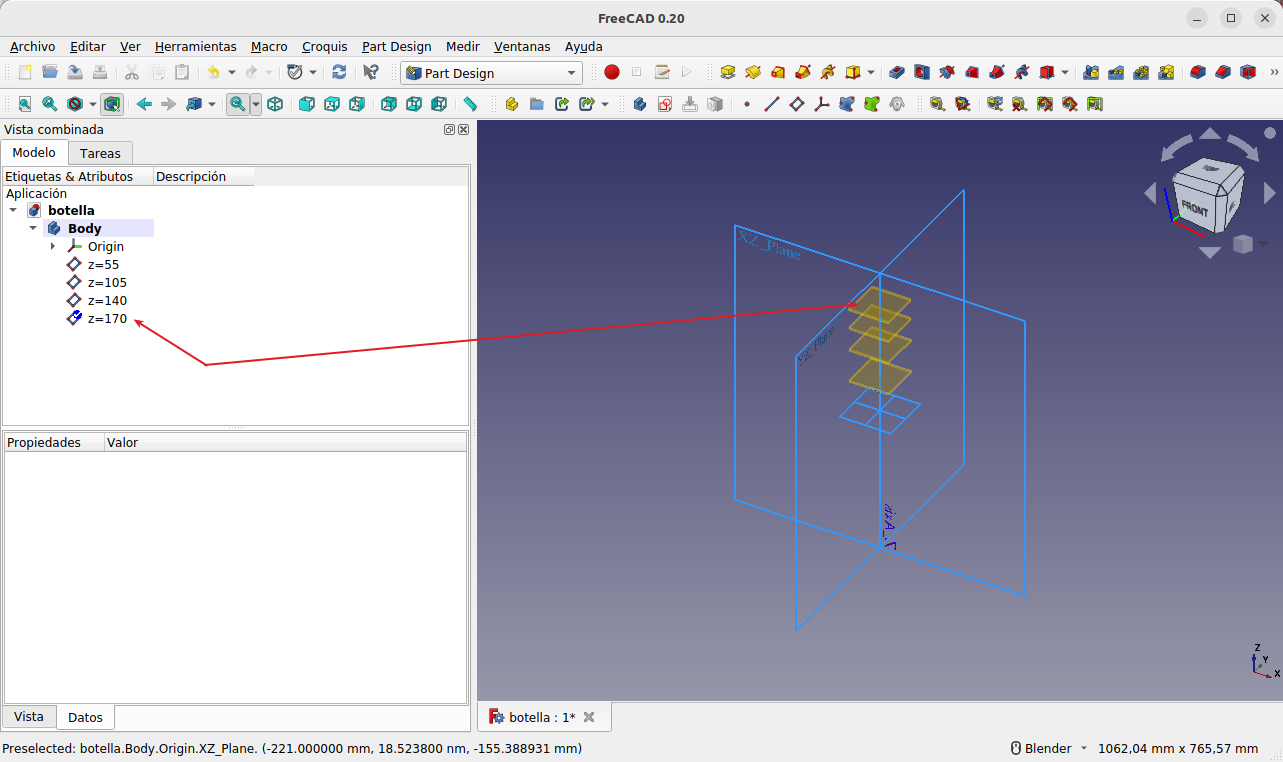 FreeCAD 0.20
Archivo Editar Ver Herramientas Macro Croquis Part Design Medir Ventanas Ayuda
Part Design
Vista combinada
Modelo Tareas
Etiquetas & Atributos Descripción
Aplicación
botella
Body
Origin
z=55
z=105
z=140
z=170
Propiedades Valor
Vista Datos
XZ_Plane
TOP
FRONT
Z
Y
X
botella : 1*
Preselected: botella.Body.Origin.XZ_Plane. (-221.000000 mm, 18.523800 nm, -155.388931 mm)
Blender 1062,04 mm x 765,57 mm